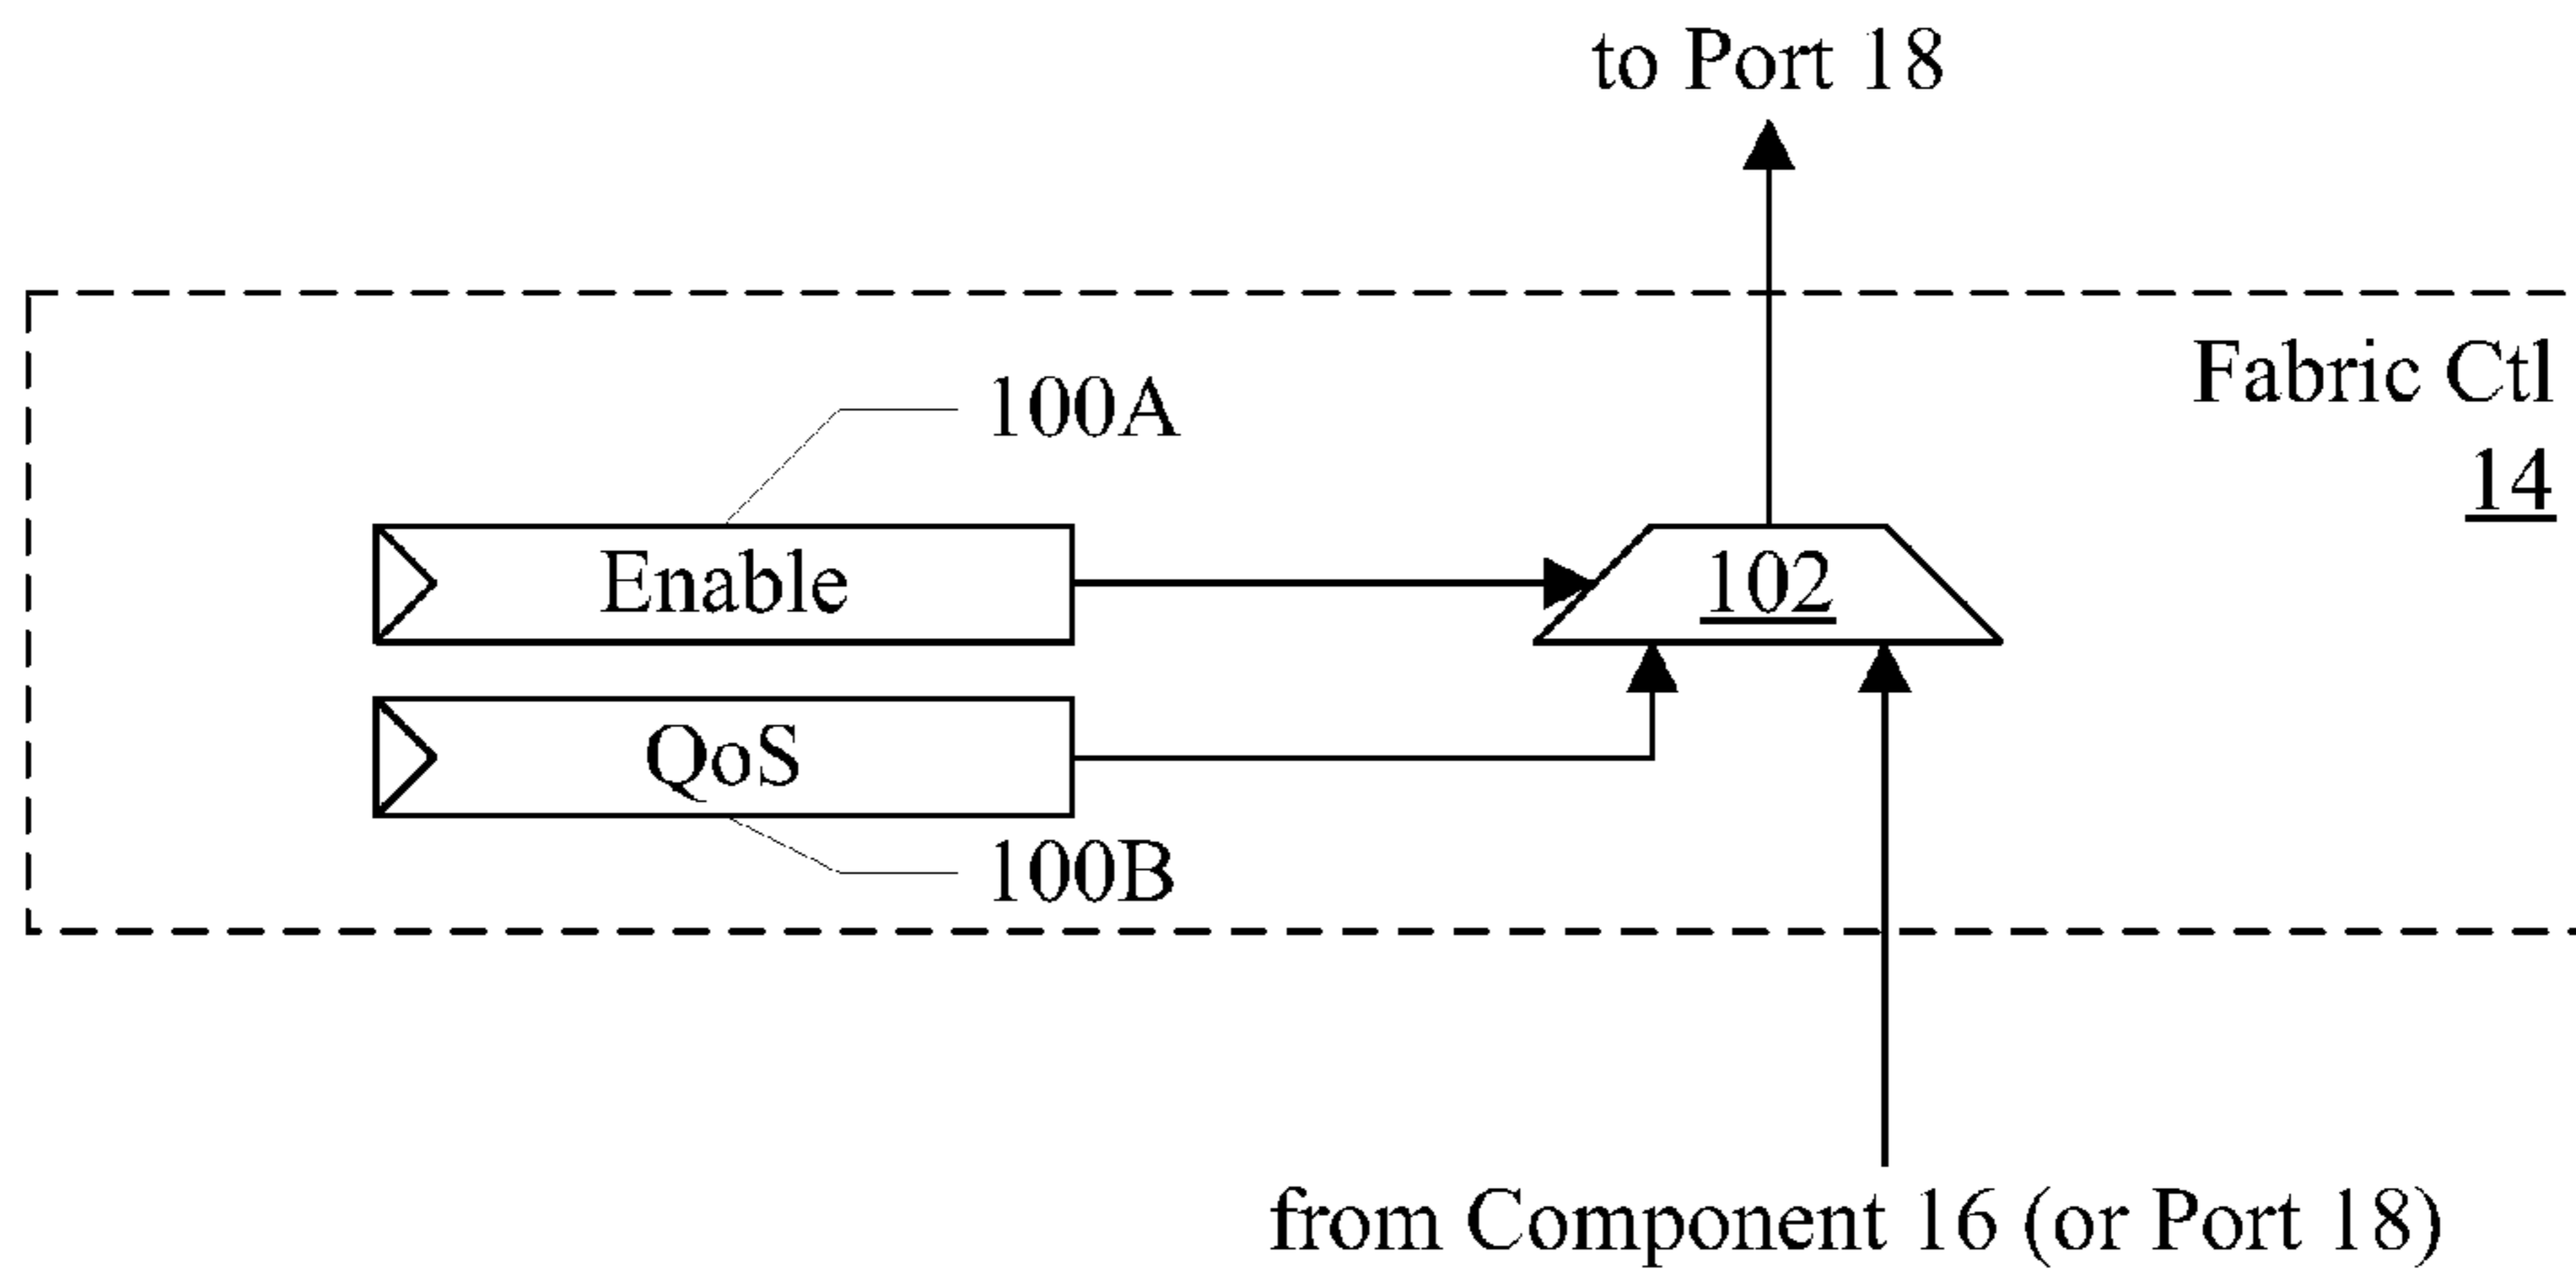 to Port 18
Fabric Ctl
14
100A
Enable
102
QoS
100B
from Component 16 (or Port 18)